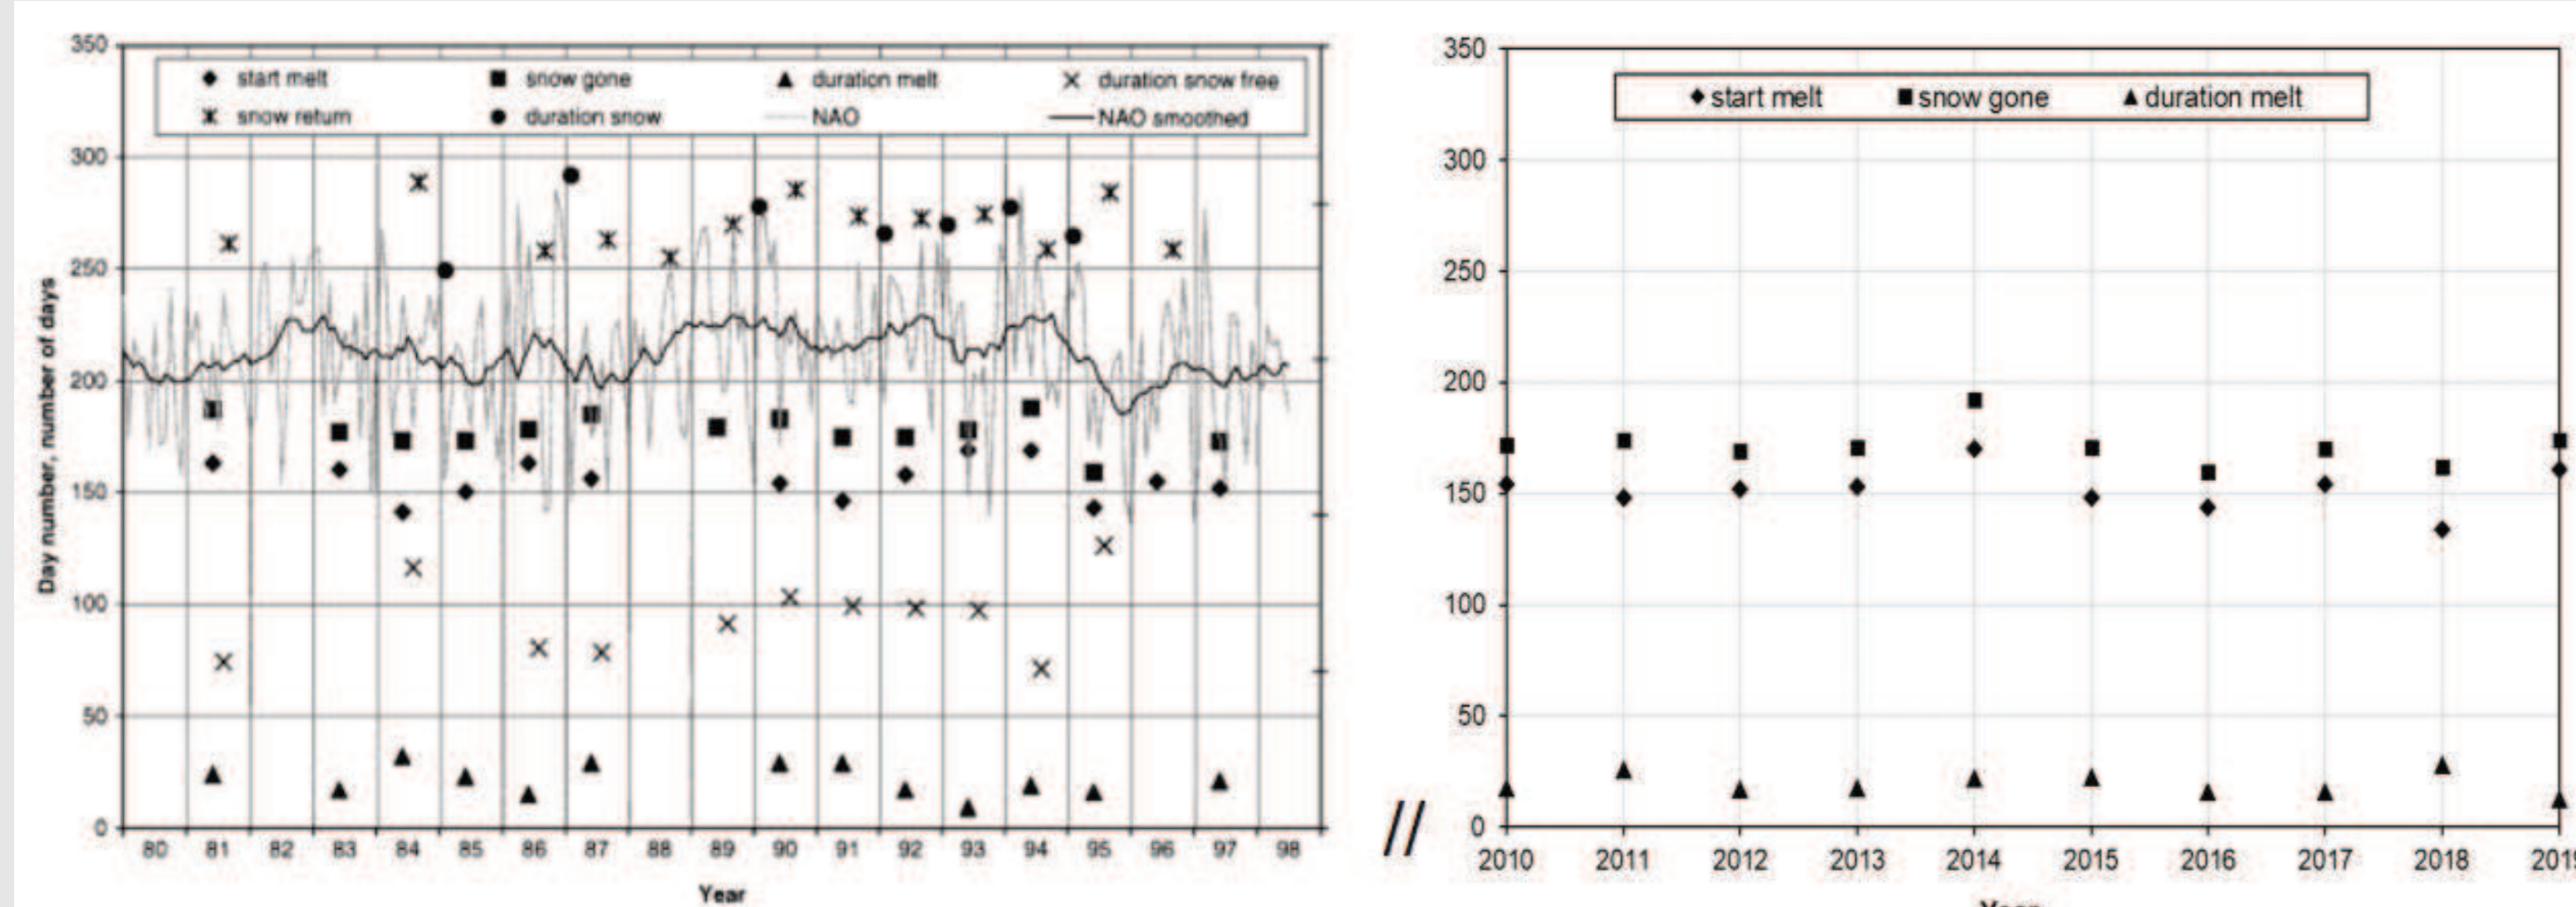 350
start melt snow gone duration melt duration snow free
snow return duration snow NAO NAO smoothed
300
250
200
150
100
50
0
Day number, number of days
80 81 82 83 84 85 86 87 88 89 90 91 92 93 94 95 96 97 98
Year
//
350
start melt snow gone duration melt
300
250
200
150
100
50
0
2010 2011 2012 2013 2014 2015 2016 2017 2018 2019
Year